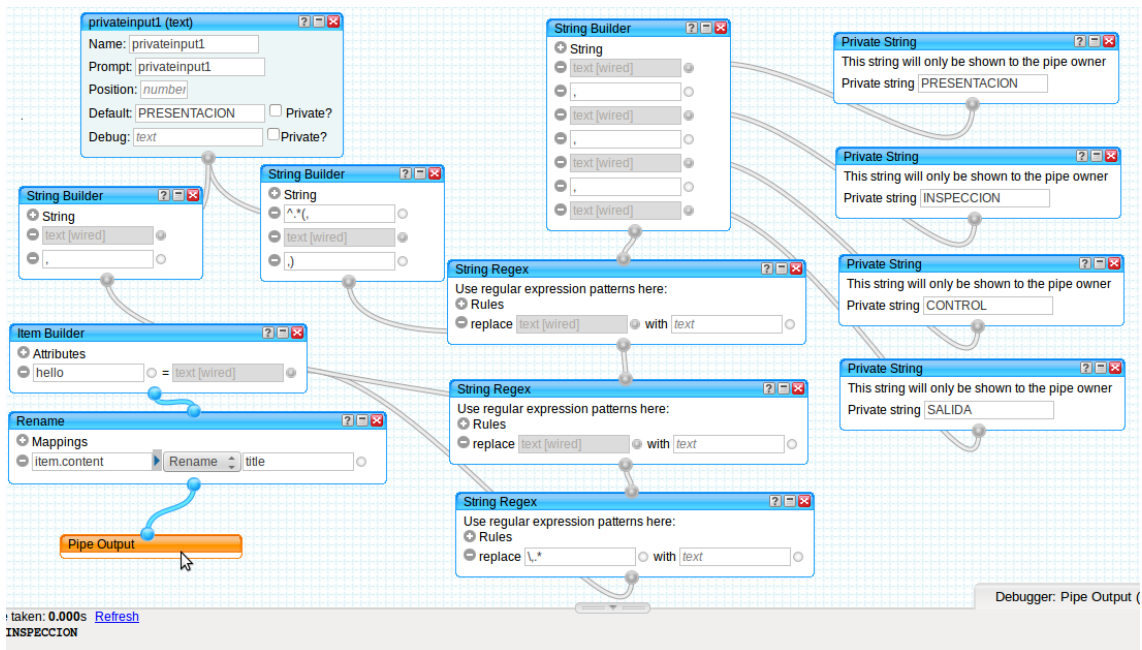 privateinput1 (text)
Name: privateinput1
Prompt: privateinput1
Position: number
Default: PRESENTACION Private?
Debug: text Private?
String Builder
String
text [wired]
,
String Builder
String
^.*(,
text [wired]
,)
Item Builder
Attributes
hello = text [wired]
Rename
Mappings
item.content Rename title
Pipe Output
String Builder
String
text [wired]
,
text [wired]
,
text [wired]
,
text [wired]
String Regex
Use regular expression patterns here:
Rules
replace text [wired] with text
String Regex
Use regular expression patterns here:
Rules
replace text [wired] with text
String Regex
Use regular expression patterns here:
Rules
replace \,.* with text
Private String
This string will only be shown to the pipe owner
Private string PRESENTACION
Private String
This string will only be shown to the pipe owner
Private string INSPECCION
Private String
This string will only be shown to the pipe owner
Private string CONTROL
Private String
This string will only be shown to the pipe owner
Private string SALIDA
Debugger: Pipe Output (
taken: 0.000s Refresh
INSPECCION